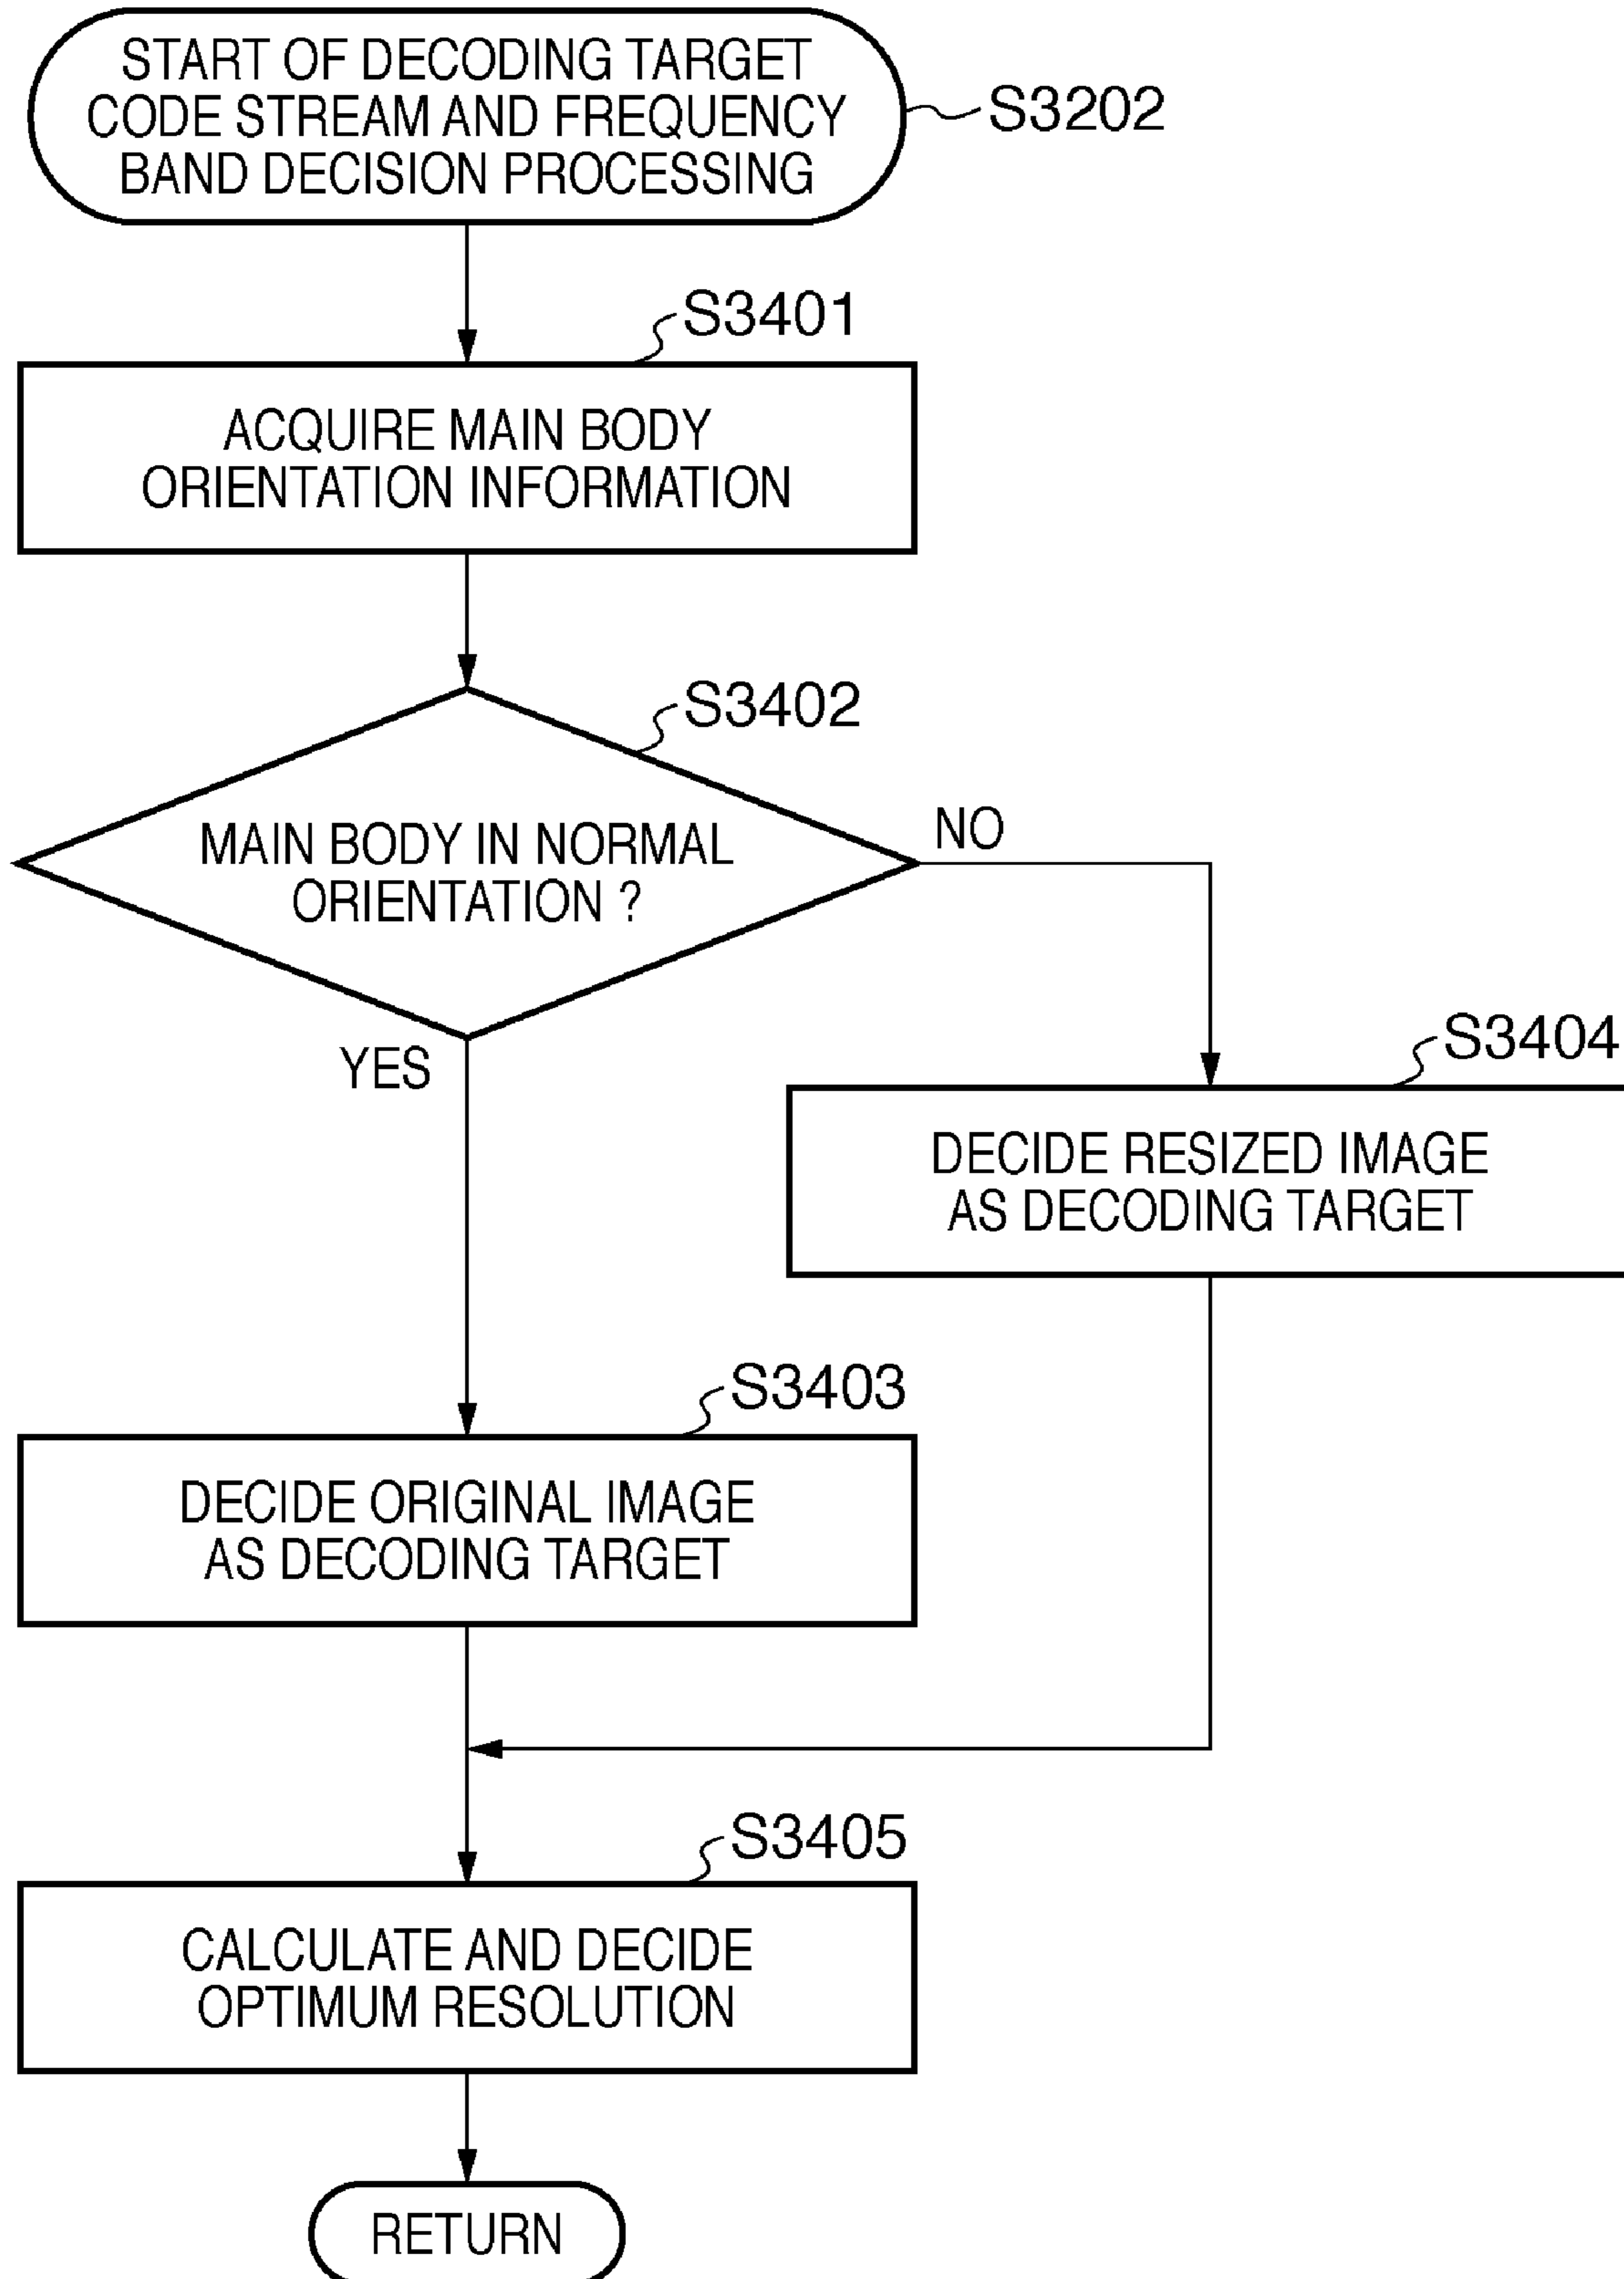 START OF DECODING TARGET
CODE STREAM AND FREQUENCY
BAND DECISION PROCESSING
S3202
S3401
ACQUIRE MAIN BODY
ORIENTATION INFORMATION
S3402
MAIN BODY IN NORMAL
ORIENTATION ?
NO
YES
S3404
DECIDE RESIZED IMAGE
AS DECODING TARGET
S3403
DECIDE ORIGINAL IMAGE
AS DECODING TARGET
S3405
CALCULATE AND DECIDE
OPTIMUM RESOLUTION
RETURN